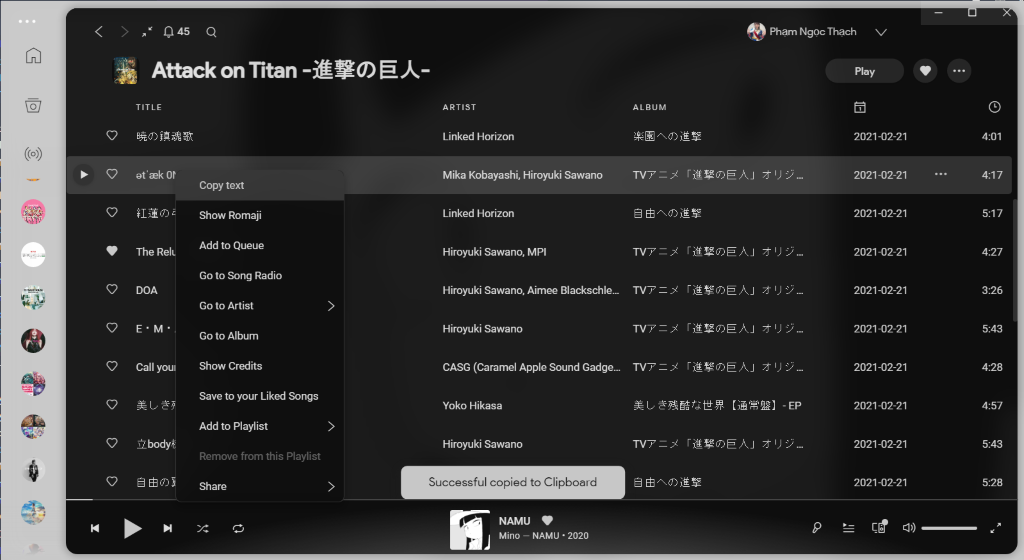 45
Phạm Ngọc Thạch
Attack on Titan -進撃の巨人-
Play
TITLE ARTIST ALBUM
暁の鎮魂歌 Linked Horizon 楽園への進撃 2021-02-21 4:01
ətˈæk 0N Mika Kobayashi, Hiroyuki Sawano TVアニメ「進撃の巨人」オリジ... 2021-02-21 4:17
紅蓮の弓 Linked Horizon 自由への進撃 2021-02-21 5:17
The Relu Hiroyuki Sawano, MPI TVアニメ「進撃の巨人」オリジ... 2021-02-21 4:27
DOA Hiroyuki Sawano, Aimee Blackschle... TVアニメ「進撃の巨人」オリジ... 2021-02-21 3:26
E・M・ Hiroyuki Sawano TVアニメ「進撃の巨人」オリジ... 2021-02-21 5:43
Call your CASG (Caramel Apple Sound Gadge... TVアニメ「進撃の巨人」オリジ... 2021-02-21 4:28
美しき残 Yoko Hikasa 美しき残酷な世界【通常盤】- EP 2021-02-21 4:57
立body Hiroyuki Sawano TVアニメ「進撃の巨人」オリジ... 2021-02-21 5:43
自由の Linked Horizon 自由への進撃 2021-02-21 5:28
Copy text
Show Romaji
Add to Queue
Go to Song Radio
Go to Artist
Go to Album
Show Credits
Save to your Liked Songs
Add to Playlist
Remove from this Playlist
Share
Successful copied to Clipboard
NAMU
Mino — NAMU • 2020